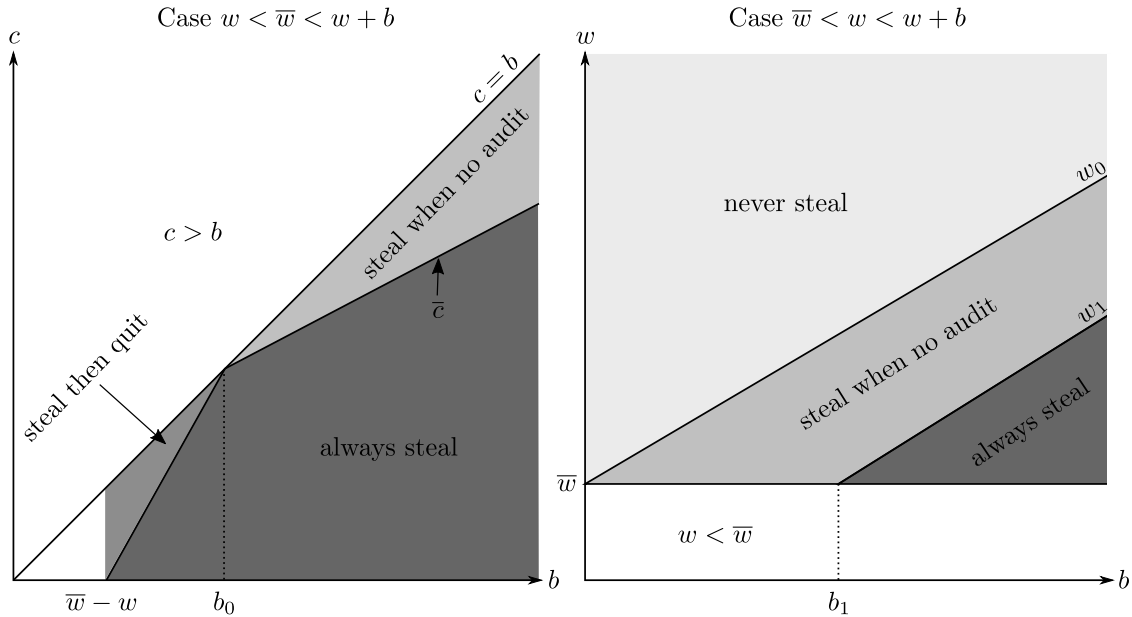 Case w < w̅ < w + b
c
c = b
steal when no audit
c > b
c̅
steal then quit
always steal
b
w̅ − w
b₀
Case w̅ < w < w + b
w
w₀
never steal
w₁
steal when no audit
always steal
w̅
w < w̅
b
b₁